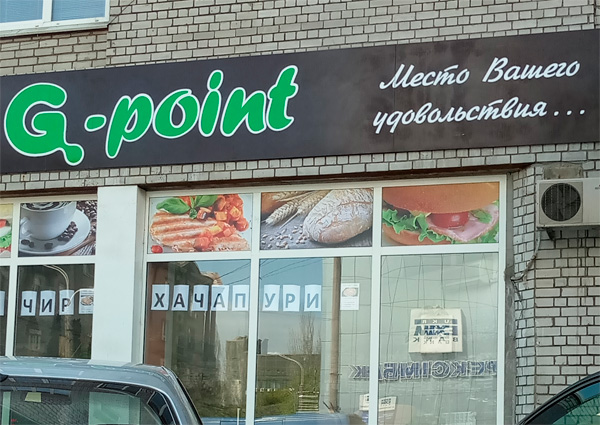 G-point
Место Вашего
удовольствия...
ЧИР
ХАЧАПУРИ